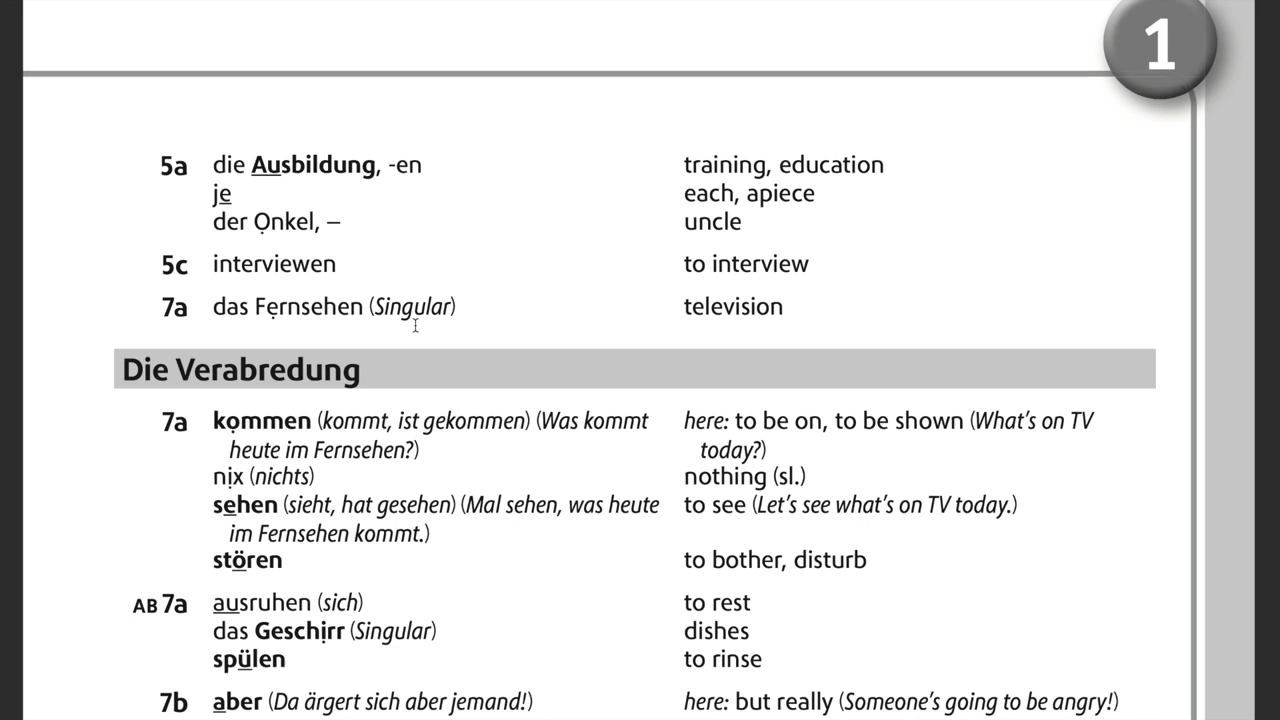 1
5a die Ausbildung, -en training, education
je each, apiece
der Ọnkel, – uncle
5c interviewen to interview
7a das Fẹrnsehen (Singular) television
Die Verabredung
7a kọmmen (kommt, ist gekommen) (Was kommt here: to be on, to be shown (What’s on TV
heute im Fernsehen?) today?)
nịx (nichts) nothing (sl.)
sehen (sieht, hat gesehen) (Mal sehen, was heute to see (Let’s see what’s on TV today.)
im Fernsehen kommt.)
stören to bother, disturb
AB 7a ausruhen (sich) to rest
das Geschịrr (Singular) dishes
spülen to rinse
7b aber (Da ärgert sich aber jemand!) here: but really (Someone’s going to be angry!)